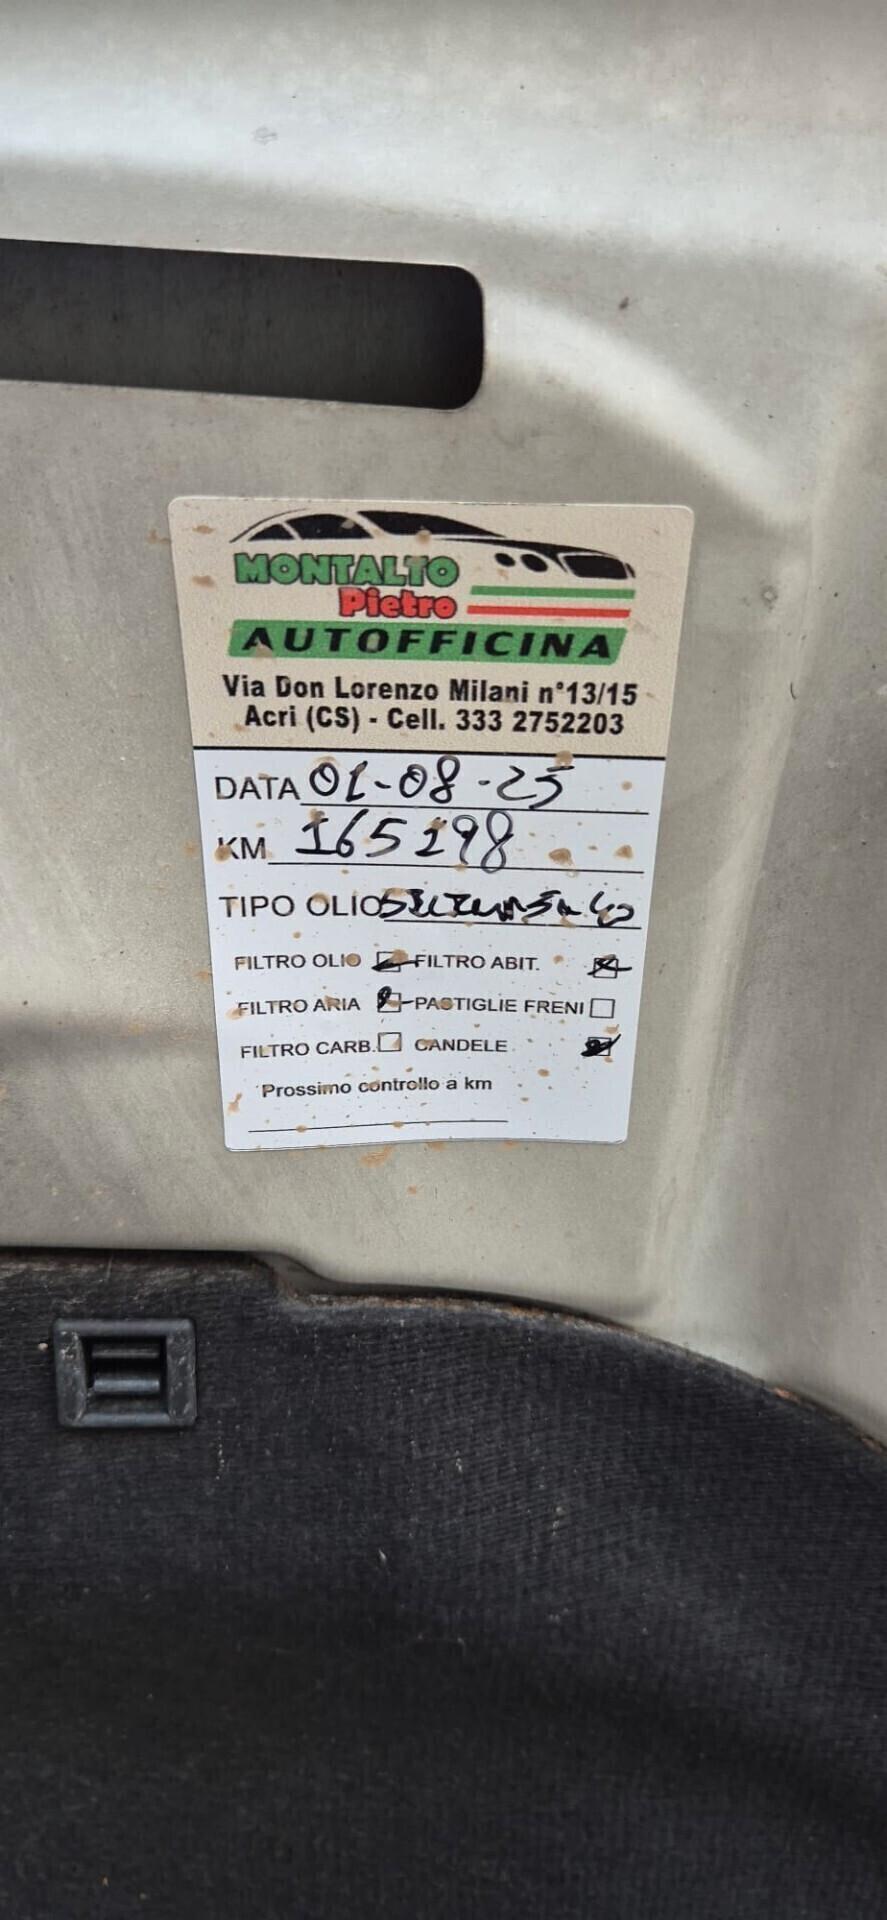 MONTALTO
Pietro
AUTOFFICINA
Via Don Lorenzo Milani n°13/15
Acri (CS) - Cell. 333 2752203
DATA 01-08-25
KM 165198
TIPO OLIO
FILTRO OLIO FILTRO ABIT.
FILTRO ARIA PASTIGLIE FRENI
FILTRO CARB. CANDELE
Prossimo controllo a km